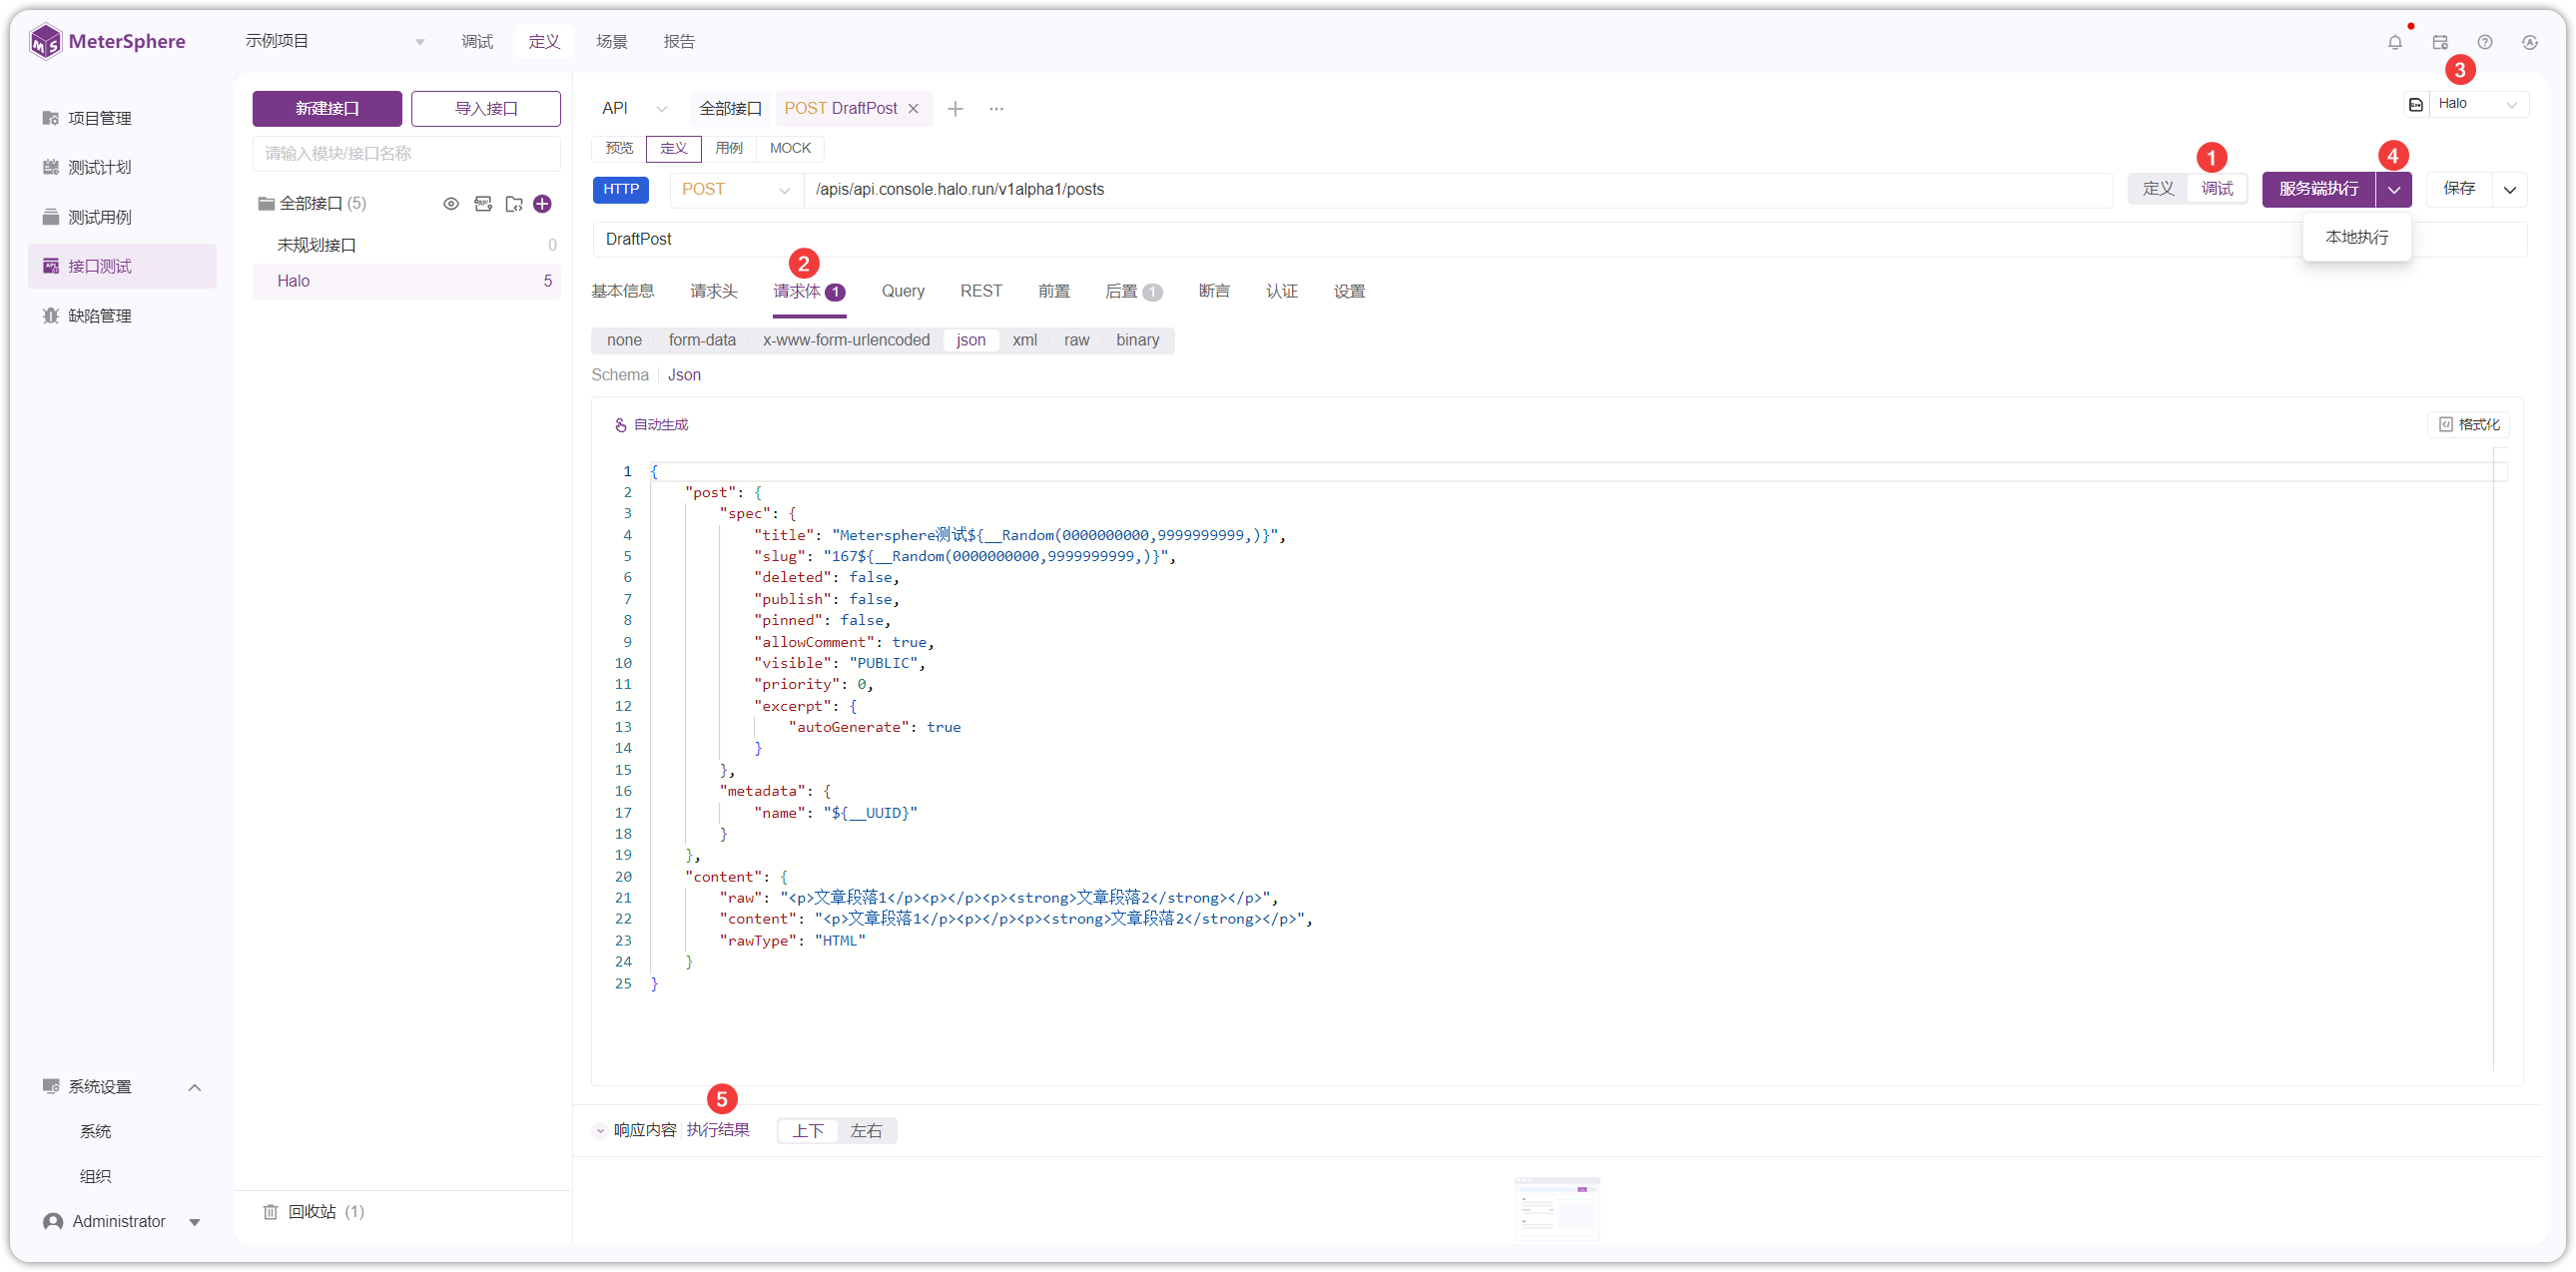 MeterSphere
示例项目 调试 定义 场景 报告
3
项目管理
测试计划
测试用例
接口测试
缺陷管理
系统设置
系统
组织
Administrator
新建接口 导入接口
请输入模块/接口名称
全部接口 (5)
未规划接口 0
Halo 5
回收站 (1)
API 全部接口 POST DraftPost
Halo
预览 定义 用例 MOCK
1 4
HTTP POST /apis/api.console.halo.run/v1alpha1/posts 定义 调试 服务端执行 保存
DraftPost 本地执行
2
基本信息 请求头 请求体 1 Query REST 前置 后置 1 断言 认证 设置
none form-data x-www-form-urlencoded json xml raw binary
Schema Json
自动生成 格式化
1 {
2 "post": {
3 "spec": {
4 "title": "Metersphere测试${__Random(0000000000,9999999999,)}",
5 "slug": "167${__Random(0000000000,9999999999,)}",
6 "deleted": false,
7 "publish": false,
8 "pinned": false,
9 "allowComment": true,
10 "visible": "PUBLIC",
11 "priority": 0,
12 "excerpt": {
13 "autoGenerate": true
14 }
15 },
16 "metadata": {
17 "name": "${__UUID}"
18 }
19 },
20 "content": {
21 "raw": "<p>文章段落1</p><p></p><p><strong>文章段落2</strong></p>",
22 "content": "<p>文章段落1</p><p></p><p><strong>文章段落2</strong></p>",
23 "rawType": "HTML"
24 }
25 }
5
响应内容 执行结果 上下 左右